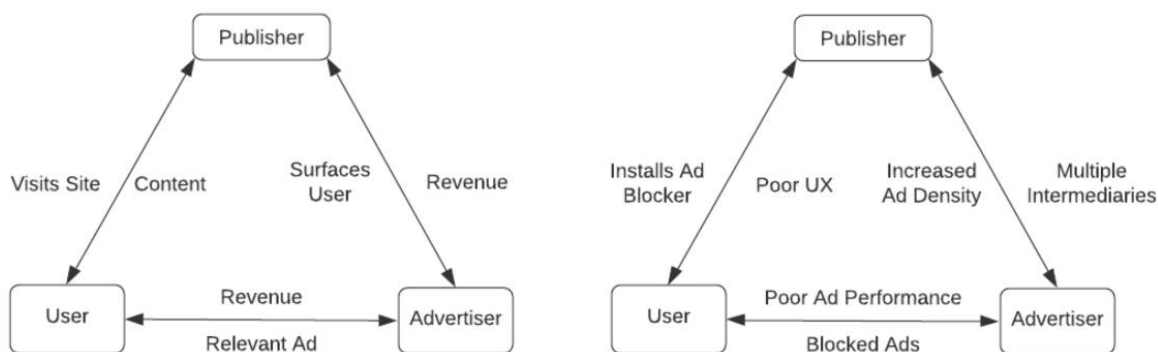 Publisher
Visits Site
Content
Surfaces
User
Revenue
User
Revenue
Relevant Ad
Advertiser
Publisher
Installs Ad
Blocker
Poor UX
Increased
Ad Density
Multiple
Intermediaries
User
Poor Ad Performance
Blocked Ads
Advertiser